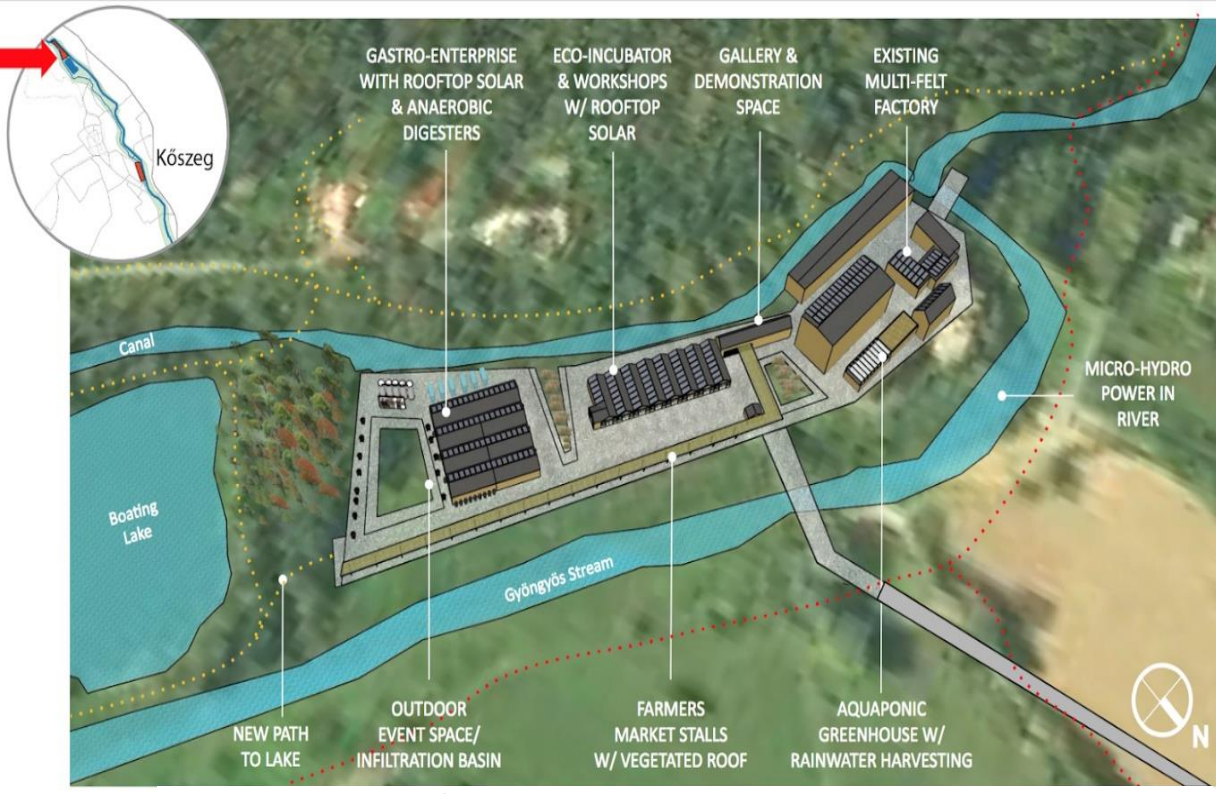 GASTRO-ENTERPRISE
WITH ROOFTOP SOLAR
& ANAEROBIC
DIGESTERS
ECO-INCUBATOR
& WORKSHOPS
W/ ROOFTOP
SOLAR
GALLERY &
DEMONSTRATION
SPACE
EXISTING
MULTI-FELT
FACTORY
Kőszeg
Canal
MICRO-HYDRO
POWER IN
RIVER
Boating
Lake
Gyöngyös Stream
NEW PATH
TO LAKE
OUTDOOR
EVENT SPACE/
INFILTRATION BASIN
FARMERS
MARKET STALLS
W/ VEGETATED ROOF
AQUAPONIC
GREENHOUSE W/
RAINWATER HARVESTING
N